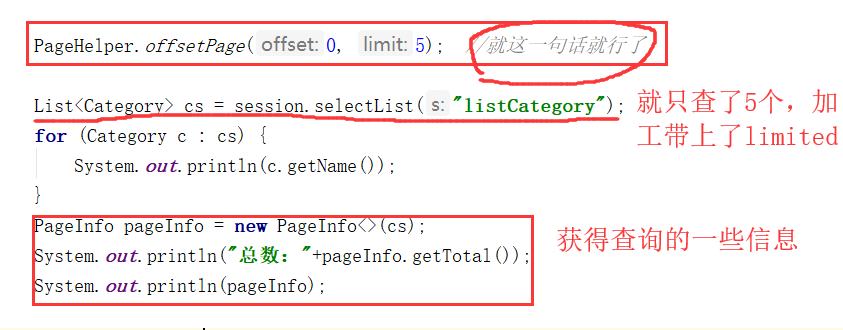 PageHelper.offsetPage( offset: 0, limit: 5); //就这一句话就行了
List<Category> cs = session.selectList( s: "listCategory");
就只查了5个，加
工带上了limited
for (Category c : cs) {
System.out.println(c.getName());
}
PageInfo pageInfo = new PageInfo<>(cs);
System.out.println("总数："+pageInfo.getTotal());
System.out.println(pageInfo);
获得查询的一些信息